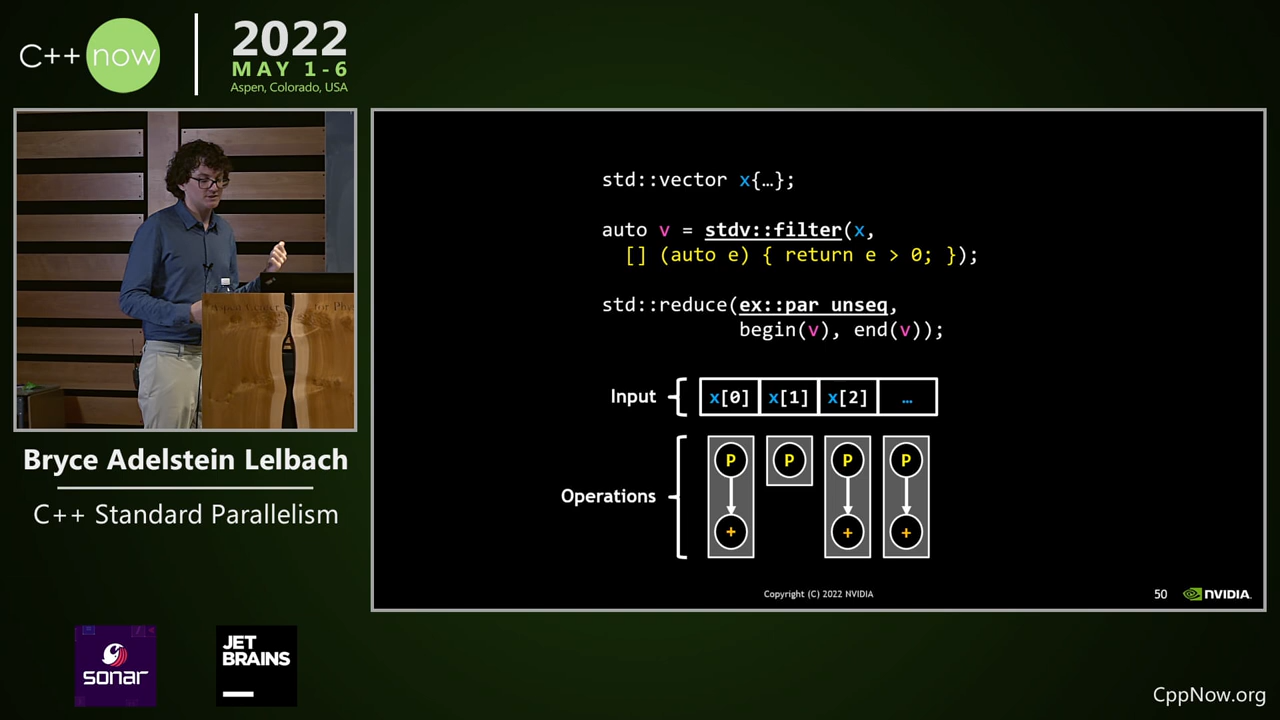 C++ now
2022
MAY 1-6
Aspen, Colorado, USA
Bryce Adelstein Lelbach
C++ Standard Parallelism
sonar
JET
BRAINS
std::vector x{…};
auto v = stdv::filter(x,
[] (auto e) { return e > 0; });
std::reduce(ex::par_unseq,
begin(v), end(v));
Input
x[0] x[1] x[2] …
P P P P
Operations
+ + +
Copyright (C) 2022 NVIDIA
50
NVIDIA.
CppNow.org